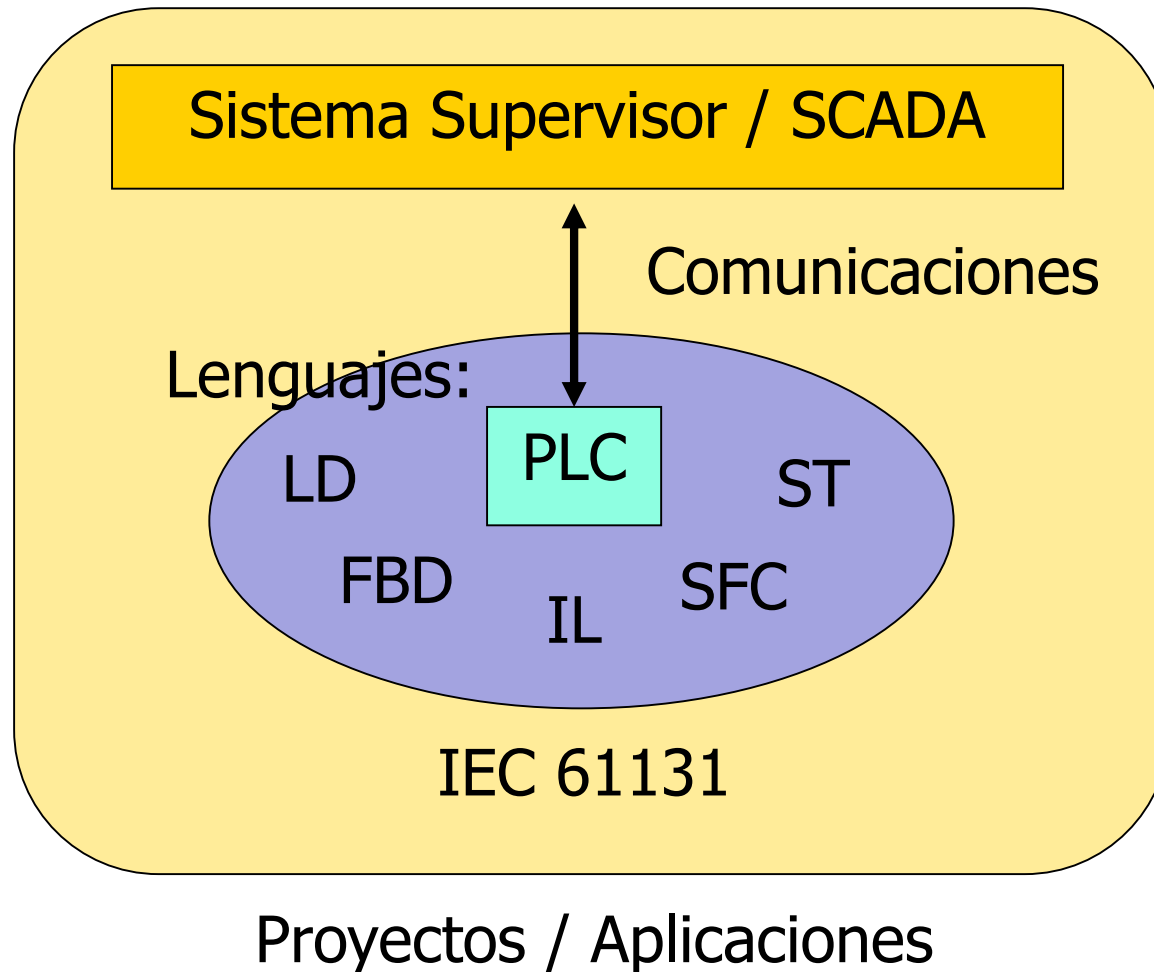 Sistema Supervisor / SCADA
Comunicaciones
Lenguajes:
PLC
LD
ST
FBD
SFC
IL
IEC 61131
Proyectos / Aplicaciones